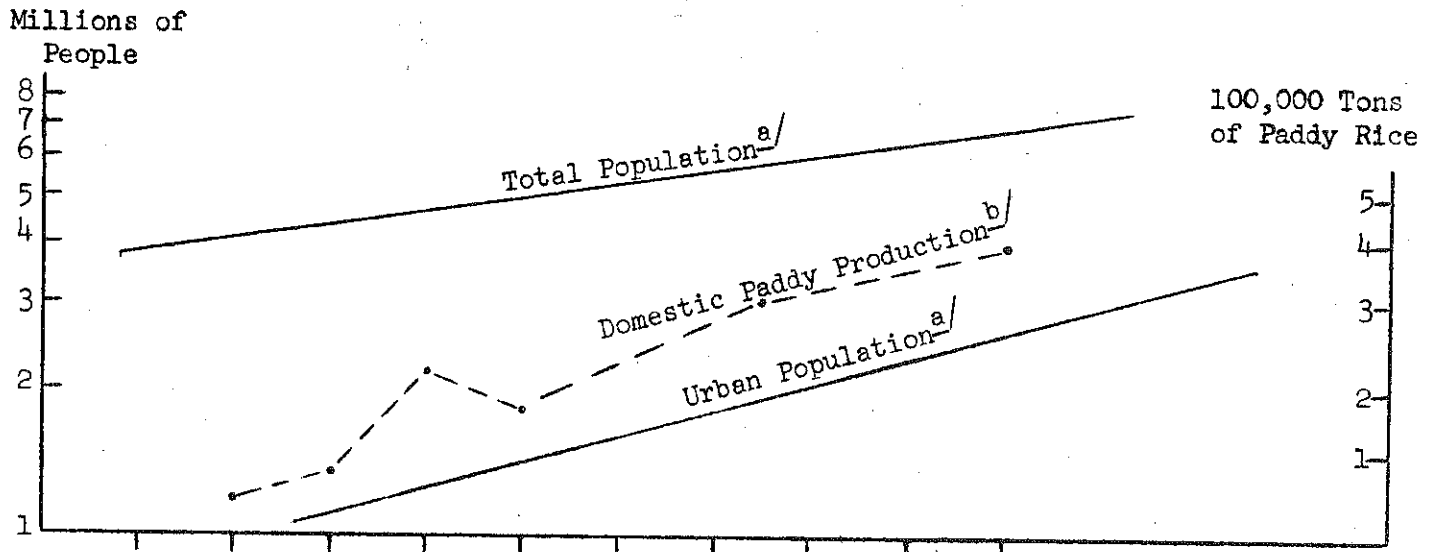 Millions of
People
8
7
6
5
4
3
2
1
100,000 Tons
of Paddy Rice
5
4
3
2
1
Total Population a/
Domestic Paddy Production b/
Urban Population a/